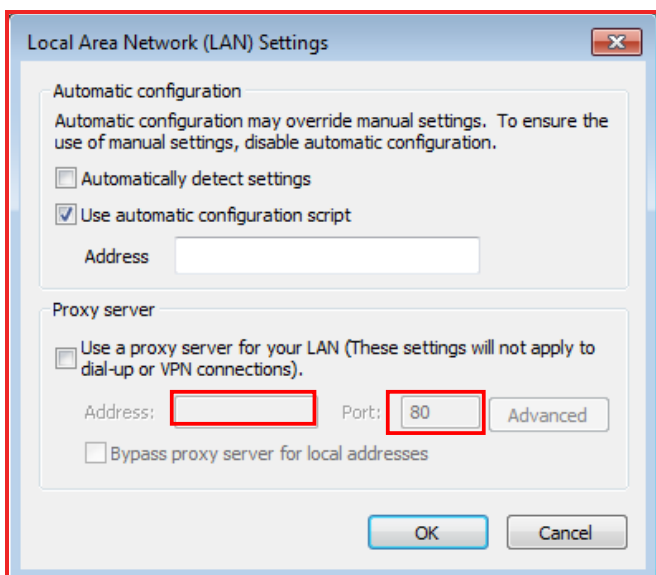 Local Area Network (LAN) Settings
Automatic configuration
Automatic configuration may override manual settings. To ensure the
use of manual settings, disable automatic configuration.
Automatically detect settings
Use automatic configuration script
Address
Proxy server
Use a proxy server for your LAN (These settings will not apply to
dial-up or VPN connections).
Address: Port: 80 Advanced
Bypass proxy server for local addresses
OK Cancel